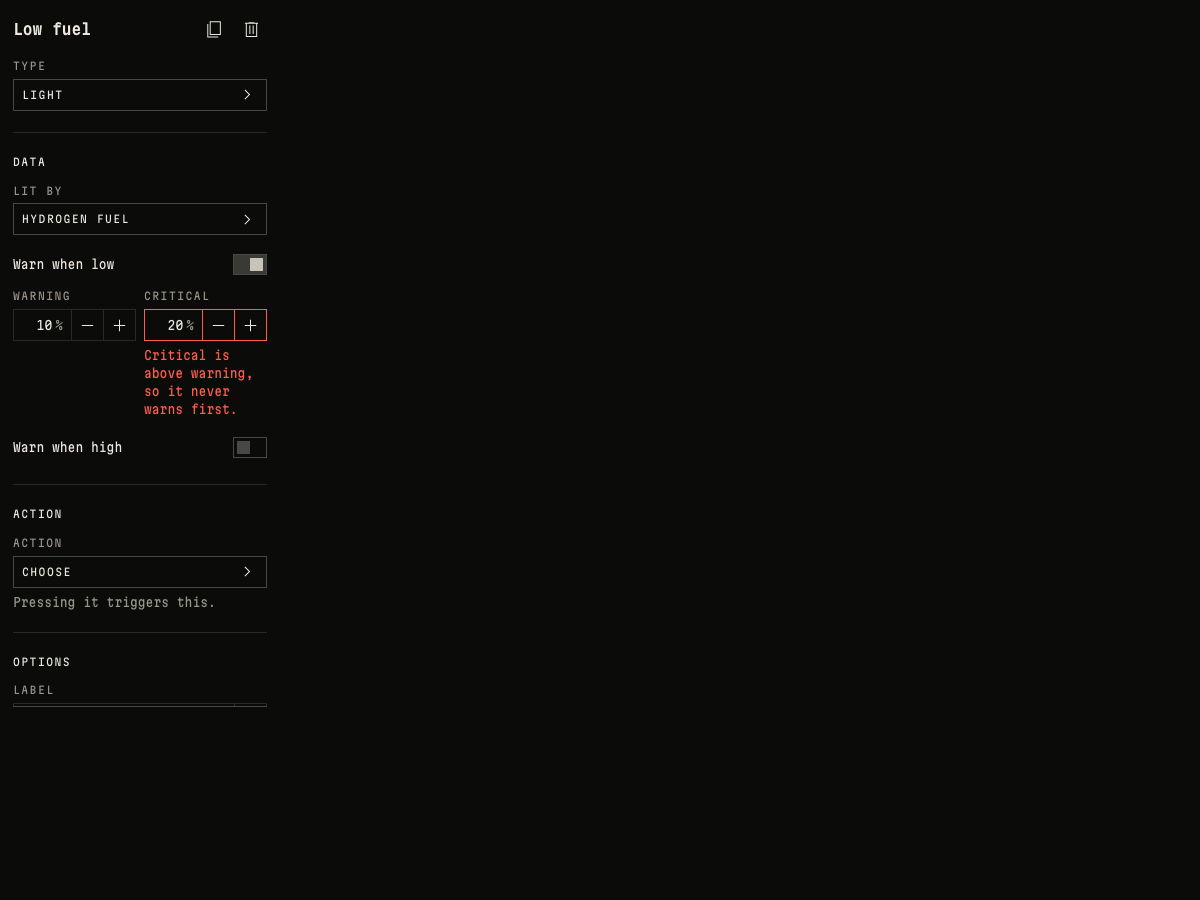 Low fuel
TYPE
LIGHT
DATA
LIT BY
HYDROGEN FUEL
Warn when low
WARNING CRITICAL
10% 20%
Critical is
above warning,
so it never
warns first.
Warn when high
ACTION
ACTION
CHOOSE
Pressing it triggers this.
OPTIONS
LABEL